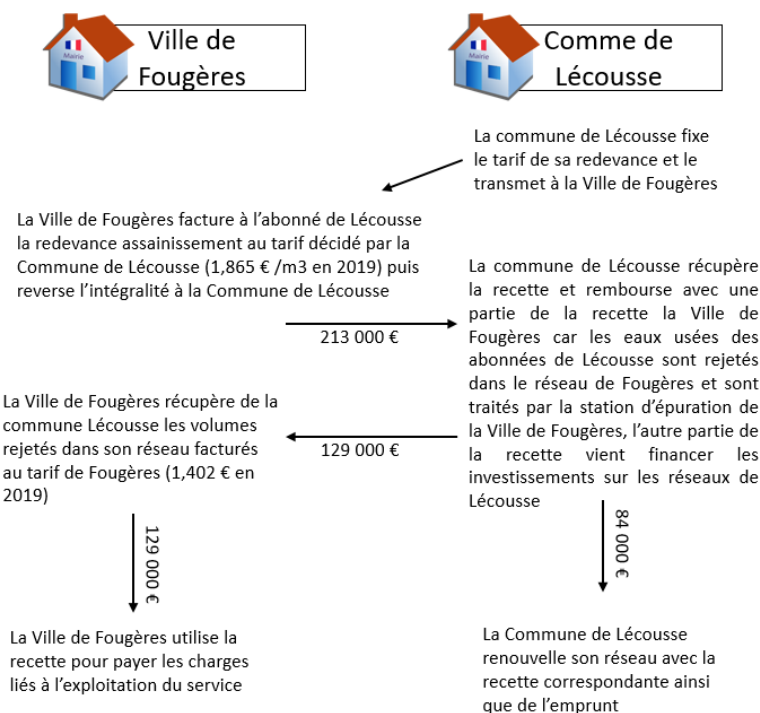 Mairie
Ville de
Fougères
Mairie
Comme de
Lécousse
La commune de Lécousse fixe
le tarif de sa redevance et le
transmet à la Ville de Fougères
La Ville de Fougères facture à l’abonné de Lécousse
la redevance assainissement au tarif décidé par la
Commune de Lécousse (1,865 € /m3 en 2019) puis
reverse l’intégralité à la Commune de Lécousse
213 000 €
La commune de Lécousse récupère
la recette et rembourse avec une
partie de la recette la Ville de
Fougères car les eaux usées des
abonnées de Lécousse sont rejetés
dans le réseau de Fougères et sont
traités par la station d’épuration de
la Ville de Fougères, l’autre partie de
la recette vient financer les
investissements sur les réseaux de
Lécousse
129 000 €
La Ville de Fougères récupère de la
commune Lécousse les volumes
rejetés dans son réseau facturés
au tarif de Fougères (1,402 € en
2019)
129 000 €
84 000 €
La Ville de Fougères utilise la
recette pour payer les charges
liés à l’exploitation du service
La Commune de Lécousse
renouvelle son réseau avec la
recette correspondante ainsi
que de l’emprunt